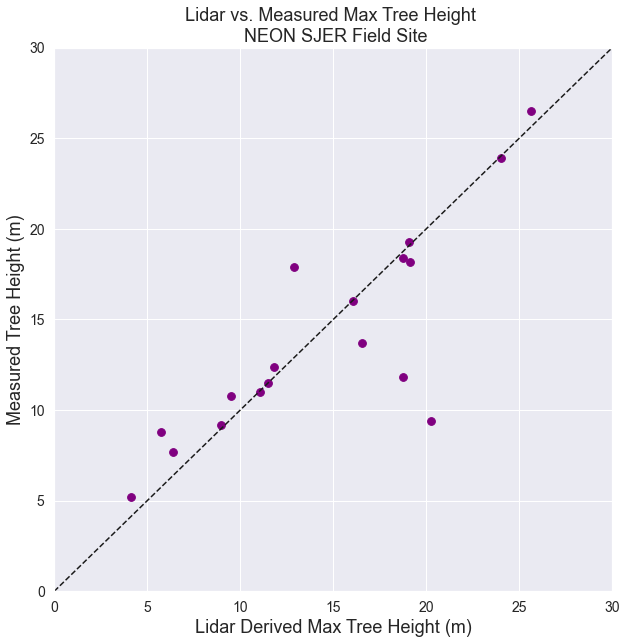 Lidar vs. Measured Max Tree Height
NEON SJER Field Site
Measured Tree Height (m)
30
25
20
15
10
5
0
0 5 10 15 20 25 30
Lidar Derived Max Tree Height (m)